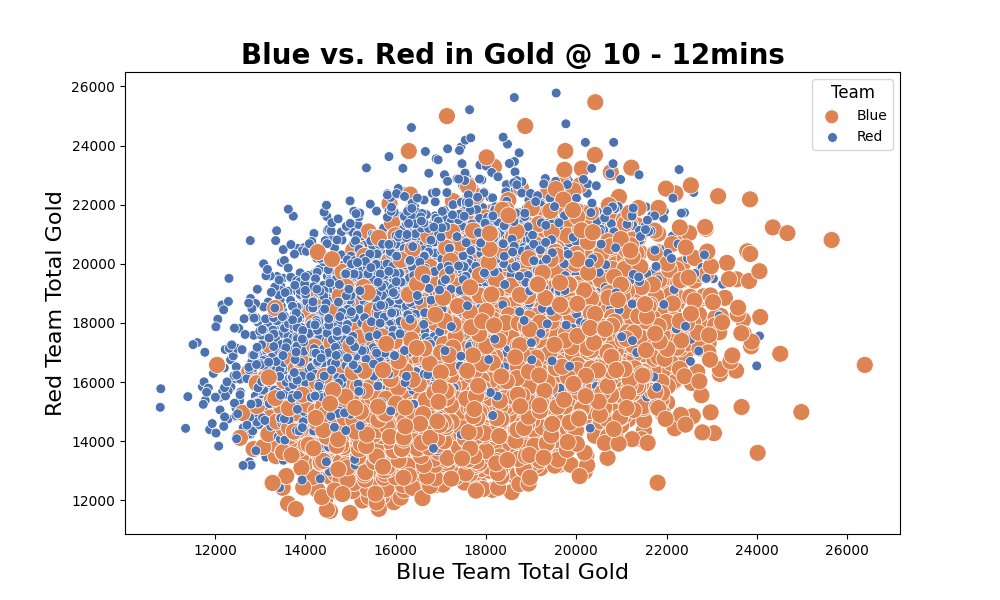 Blue vs. Red in Gold @ 10 - 12mins
26000
24000
22000
20000
18000
16000
14000
12000
Red Team Total Gold
Team
Blue
Red
12000 14000 16000 18000 20000 22000 24000 26000
Blue Team Total Gold